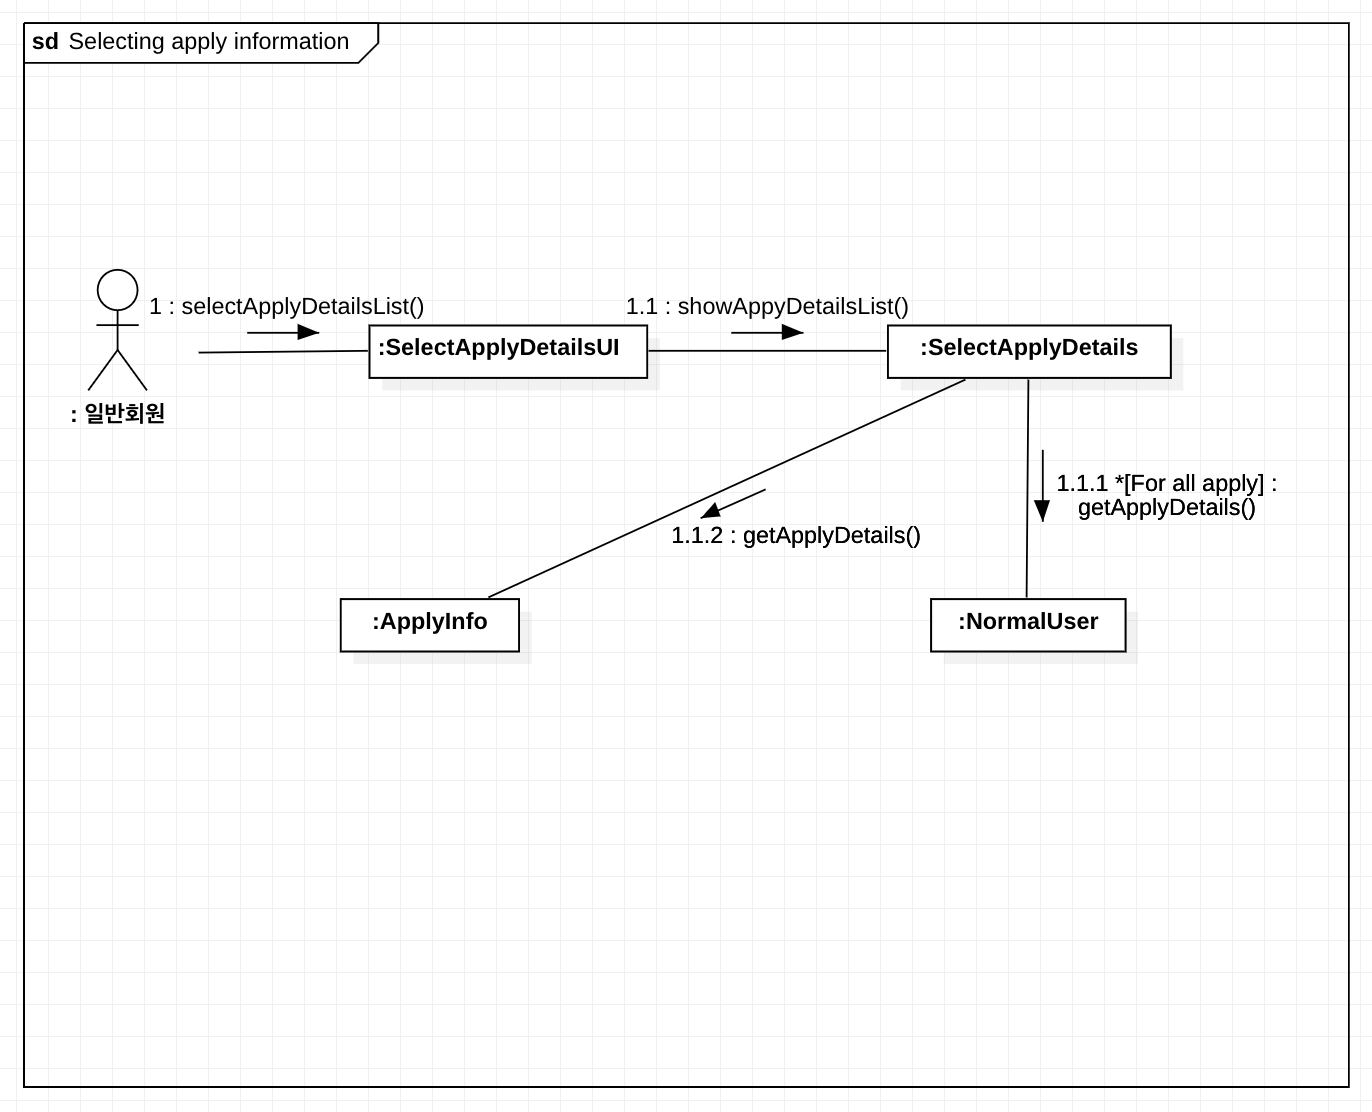 sd Selecting apply information
1 : selectApplyDetailsList()
1.1 : showAppyDetailsList()
:SelectApplyDetailsUI
:SelectApplyDetails
: 일반회원
1.1.1 *[For all apply] :
getApplyDetails()
1.1.2 : getApplyDetails()
:ApplyInfo
:NormalUser